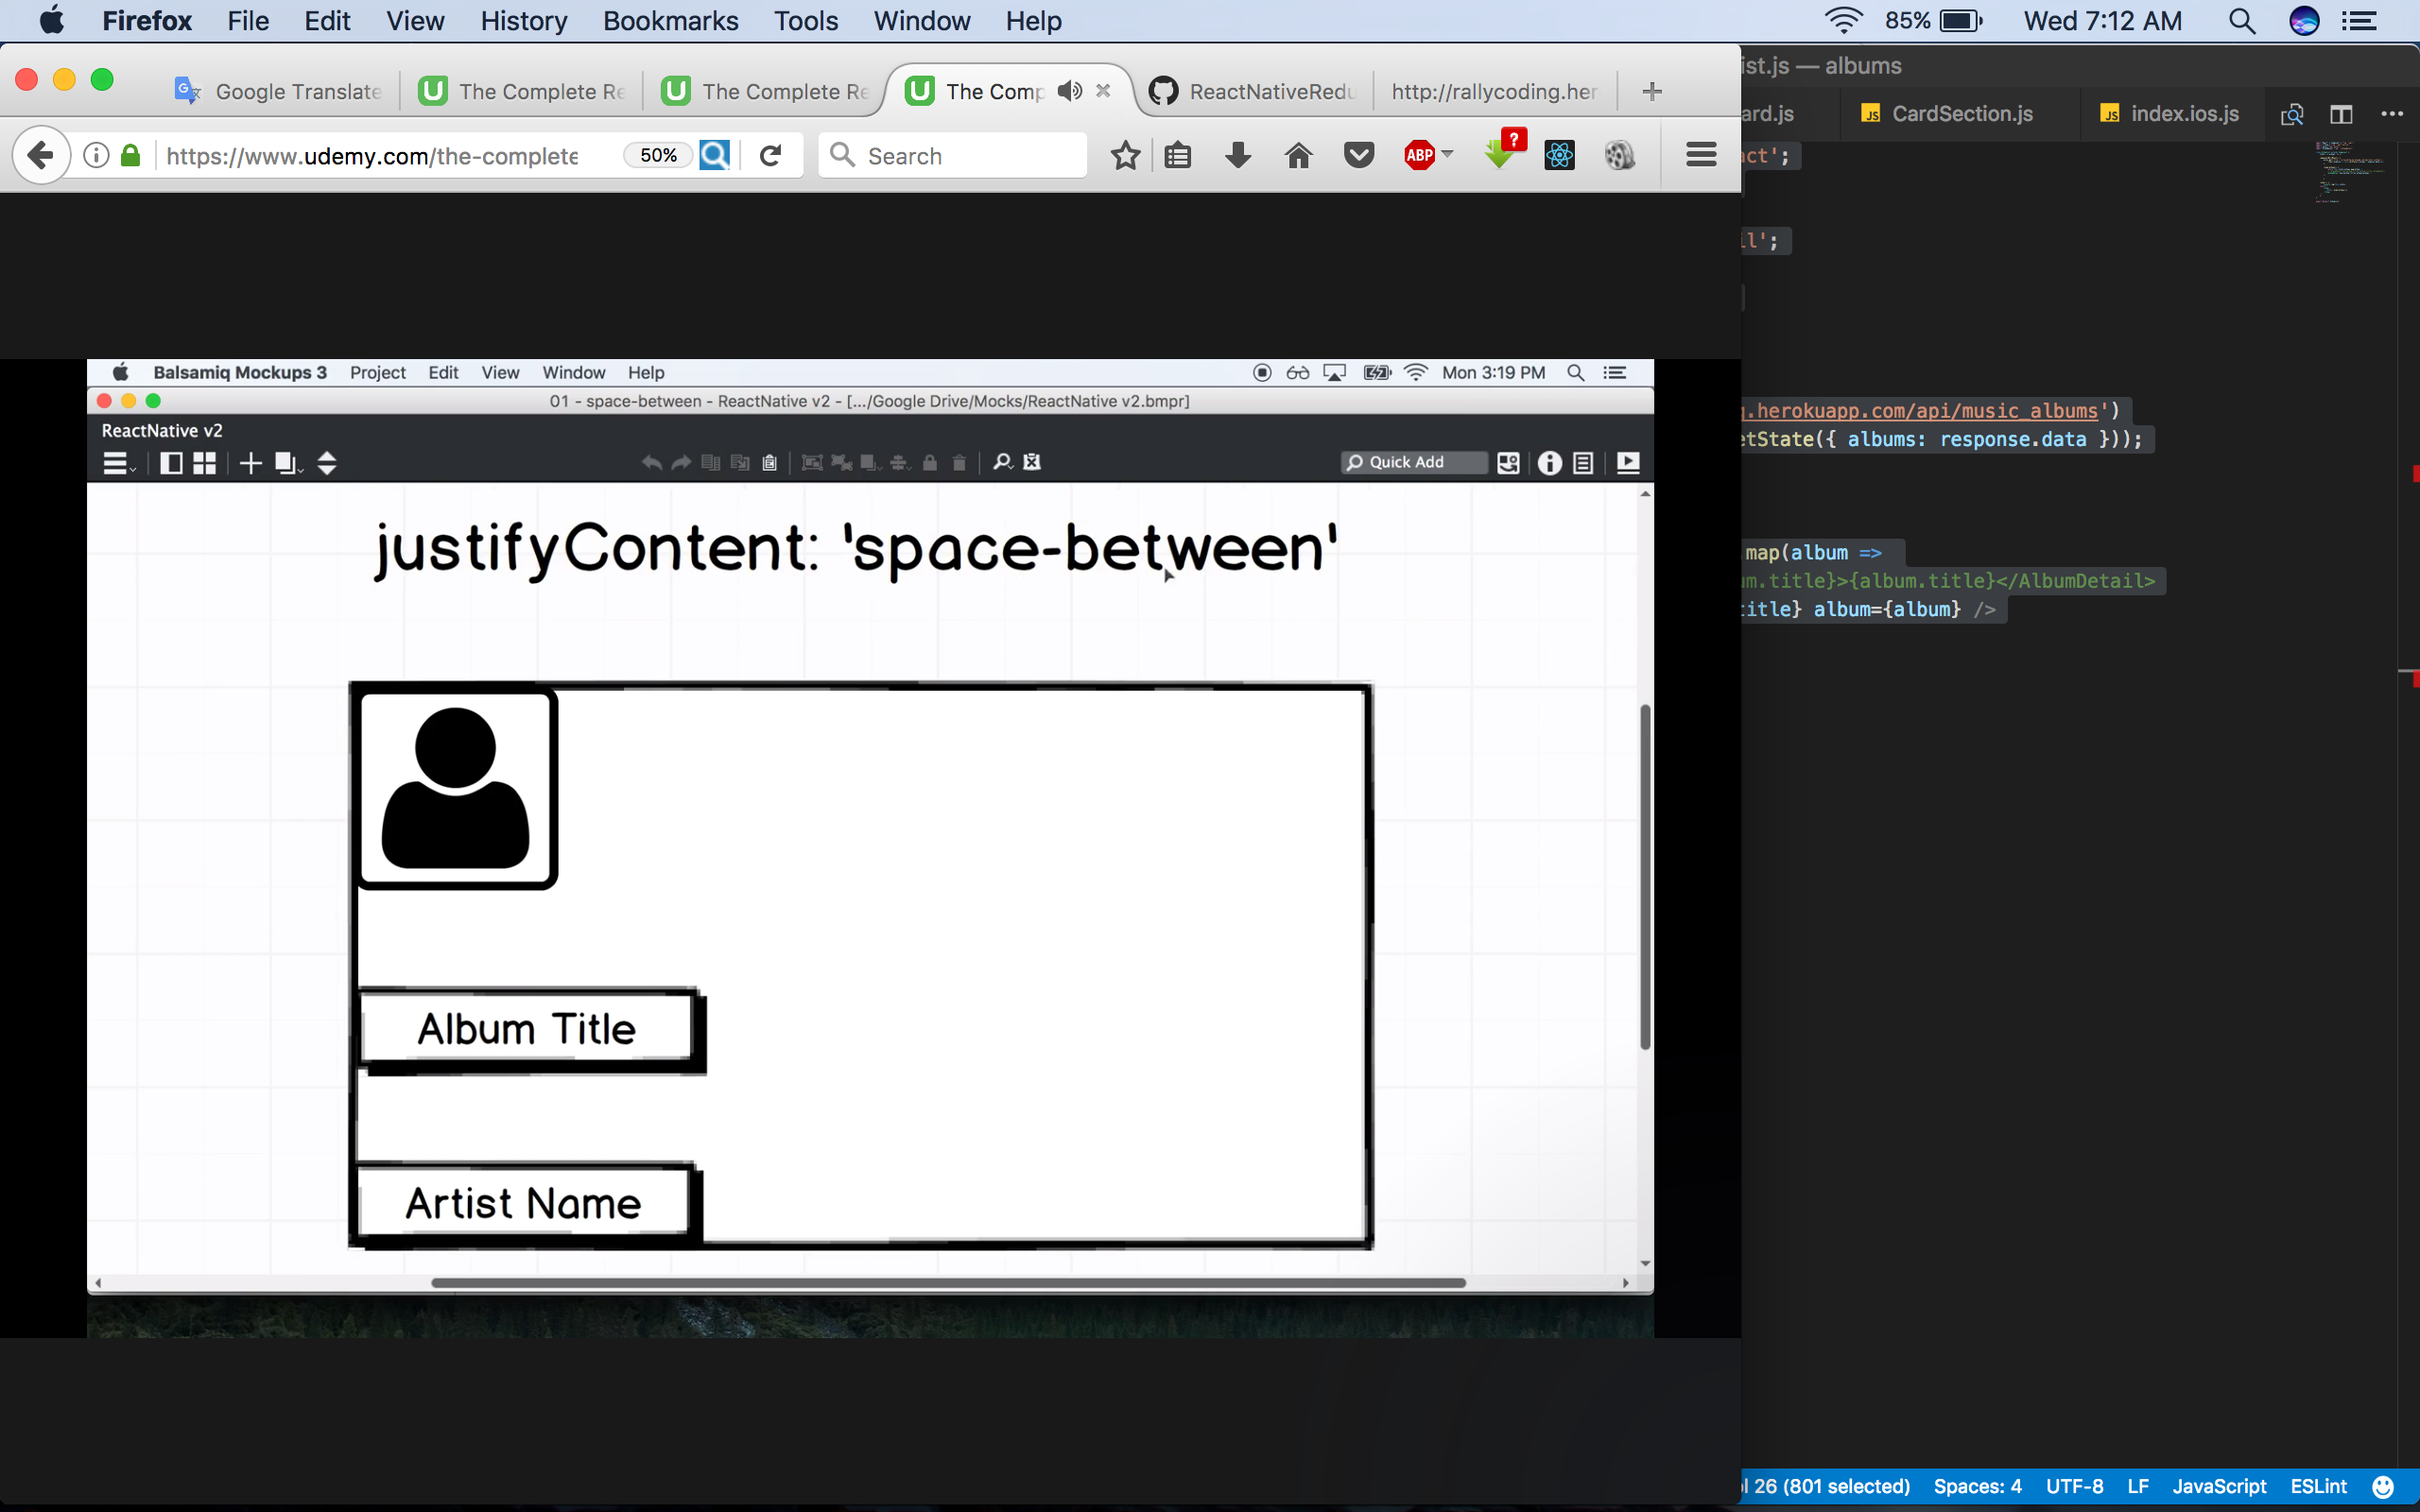 Firefox File Edit View History Bookmarks Tools Window Help 85% Wed 7:12 AM
Google Translate The Complete Re The Complete Re The Comp ReactNativeRedu http://rallycoding.her
https://www.udemy.com/the-complete 50% Search ABP ?
ist.js — albums
ard.js JS CardSection.js JS index.ios.js
act';
il';
g.herokuapp.com/api/music_albums')
etState({ albums: response.data }));
map(album =>
m.title}>{album.title}</AlbumDetail>
title} album={album} />
Balsamiq Mockups 3 Project Edit View Window Help Mon 3:19 PM
01 - space-between - ReactNative v2 - [.../Google Drive/Mocks/ReactNative v2.bmpr]
ReactNative v2
Quick Add
justifyContent: 'space-between'
Album Title
Artist Name
26 (801 selected) Spaces: 4 UTF-8 LF JavaScript ESLint